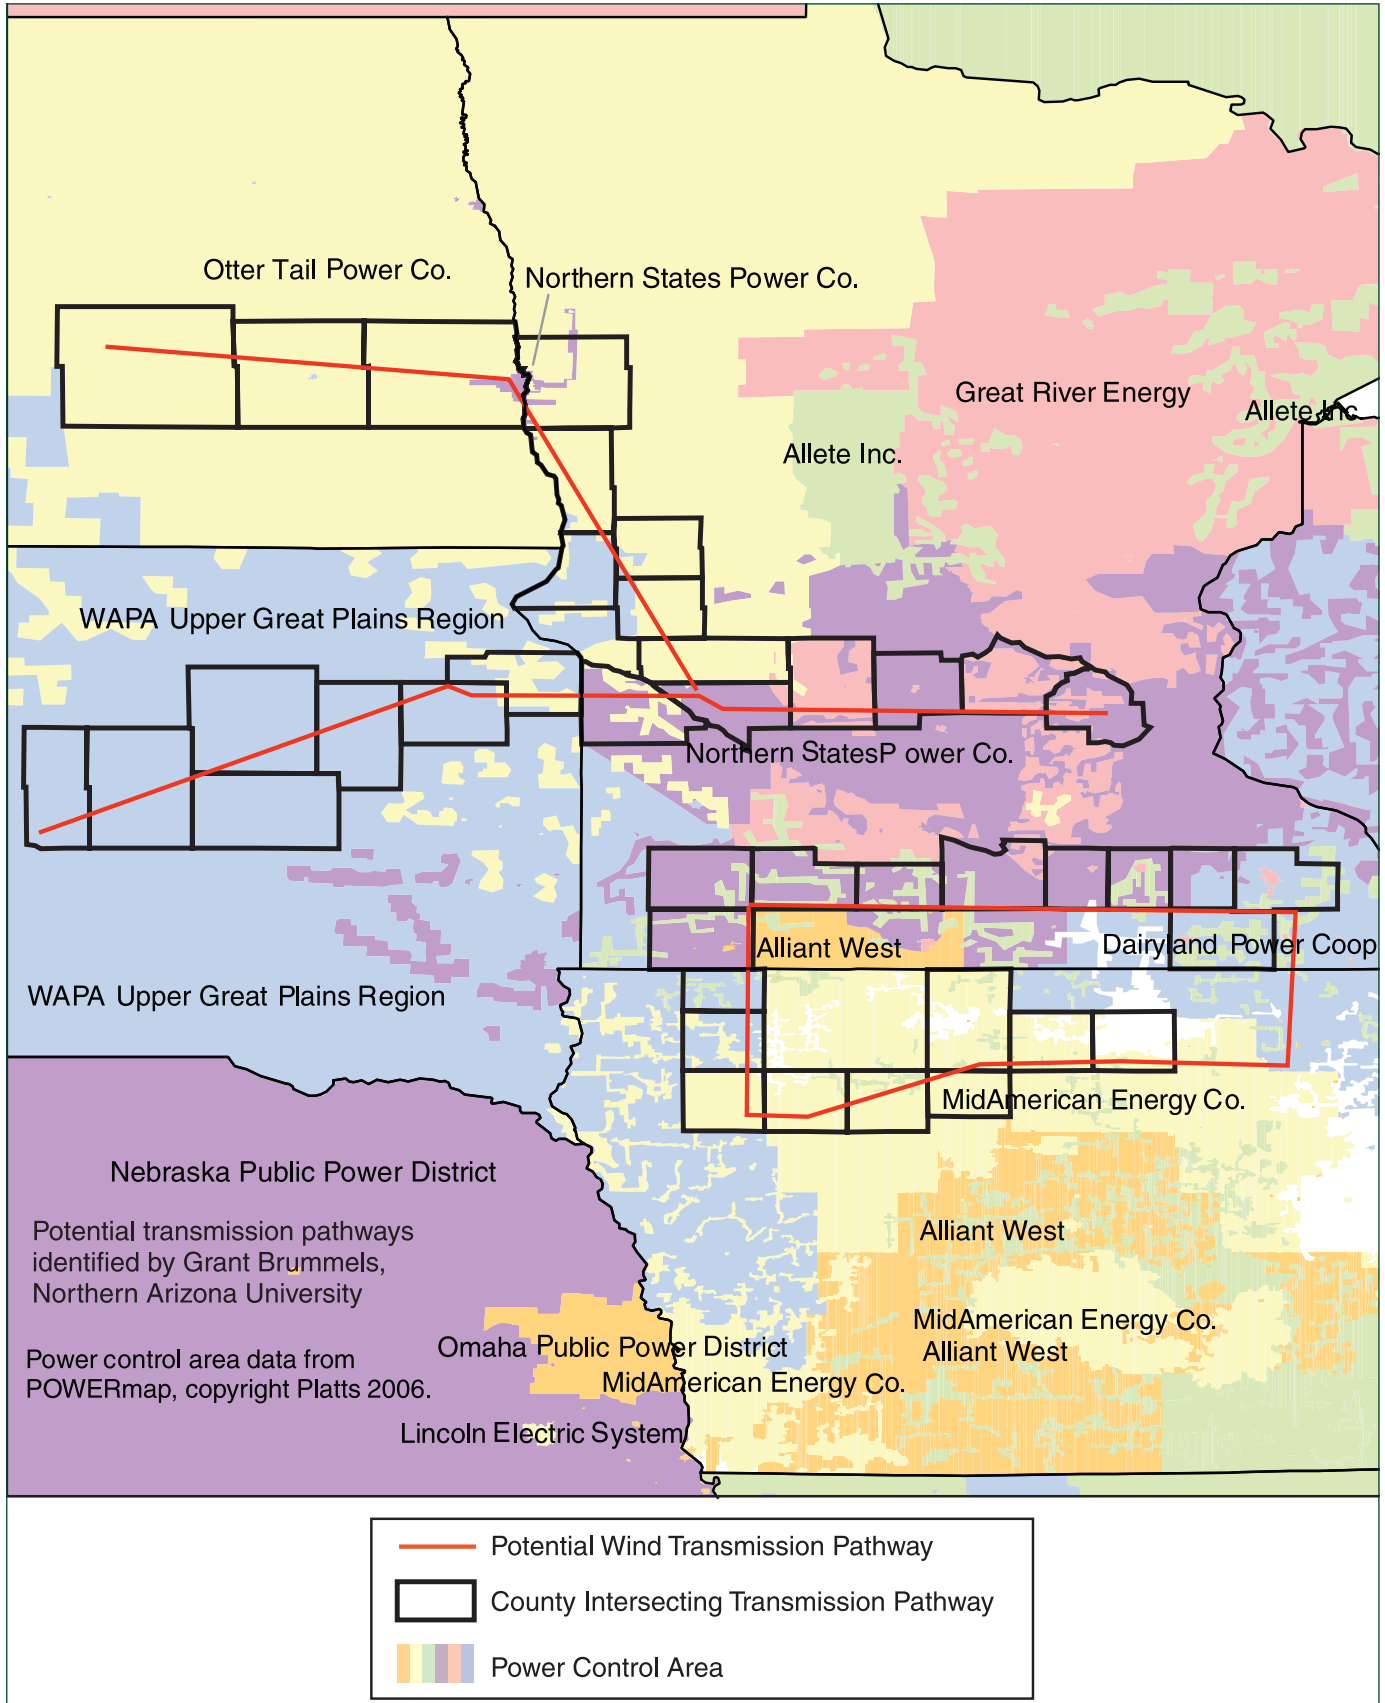 Otter Tail Power Co.
Northern States Power Co.
Great River Energy
Allete Inc.
Allete Inc.
WAPA Upper Great Plains Region
Northern StatesP ower Co.
Alliant West
Dairyland Power Coop
WAPA Upper Great Plains Region
MidAmerican Energy Co.
Nebraska Public Power District
Potential transmission pathways
identified by Grant Brummels,
Northern Arizona University
Alliant West
MidAmerican Energy Co.
Alliant West
Omaha Public Power District
Power control area data from
POWERmap, copyright Platts 2006.
MidAmerican Energy Co.
Lincoln Electric System
Potential Wind Transmission Pathway
County Intersecting Transmission Pathway
Power Control Area